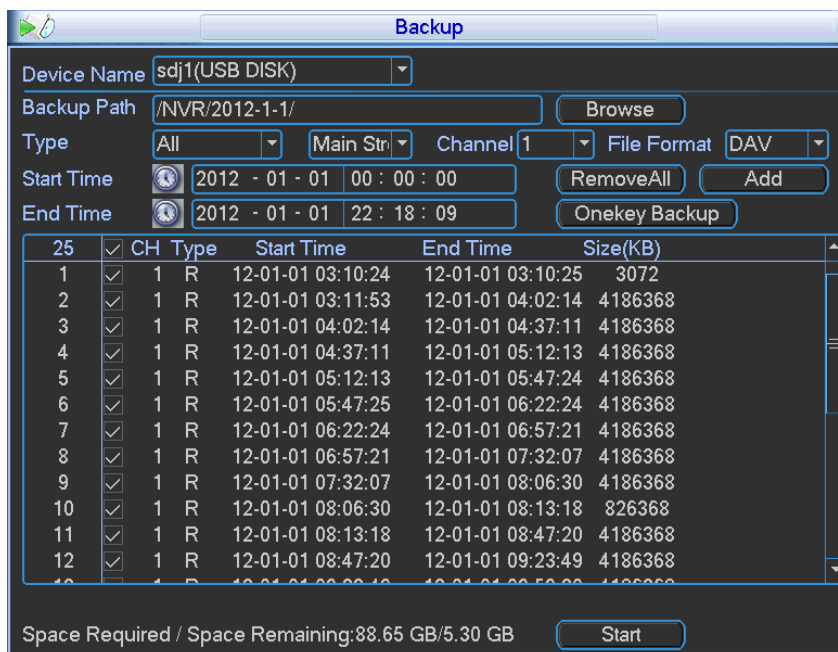 Backup
Device Name sdj1(USB DISK)
Backup Path /NVR/2012-1-1/ Browse
Type All Main Str Channel 1 File Format DAV
Start Time 2012 - 01 - 01 00 : 00 : 00 RemoveAll Add
End Time 2012 - 01 - 01 22 : 18 : 09 Onekey Backup
25 CH Type Start Time End Time Size(KB)
1 1 R 12-01-01 03:10:24 12-01-01 03:10:25 3072
2 1 R 12-01-01 03:11:53 12-01-01 04:02:14 4186368
3 1 R 12-01-01 04:02:14 12-01-01 04:37:11 4186368
4 1 R 12-01-01 04:37:11 12-01-01 05:12:13 4186368
5 1 R 12-01-01 05:12:13 12-01-01 05:47:24 4186368
6 1 R 12-01-01 05:47:25 12-01-01 06:22:24 4186368
7 1 R 12-01-01 06:22:24 12-01-01 06:57:21 4186368
8 1 R 12-01-01 06:57:21 12-01-01 07:32:07 4186368
9 1 R 12-01-01 07:32:07 12-01-01 08:06:30 4186368
10 1 R 12-01-01 08:06:30 12-01-01 08:13:18 826368
11 1 R 12-01-01 08:13:18 12-01-01 08:47:20 4186368
12 1 R 12-01-01 08:47:20 12-01-01 09:23:49 4186368
Space Required / Space Remaining:88.65 GB/5.30 GB Start